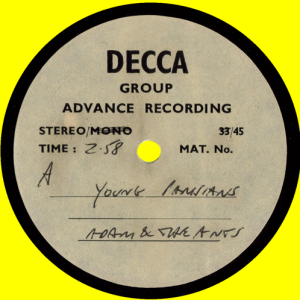 DECCA
GROUP
ADVANCE RECORDING
STEREO/MONO 33/45
TIME: 2.58 MAT. No.
A YOUNG PARISIANS
ADAM & THE ANTS